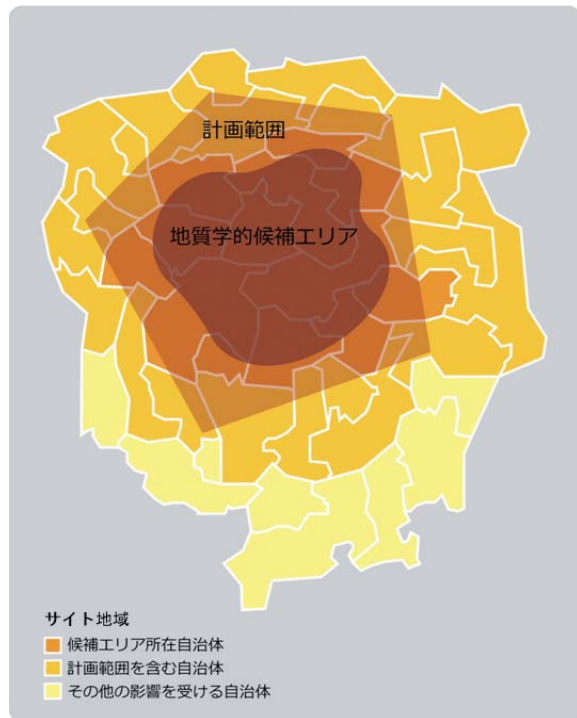 計画範囲
地質学的候補エリア
サイト地域
候補エリア所在自治体
計画範囲を含む自治体
その他の影響を受ける自治体